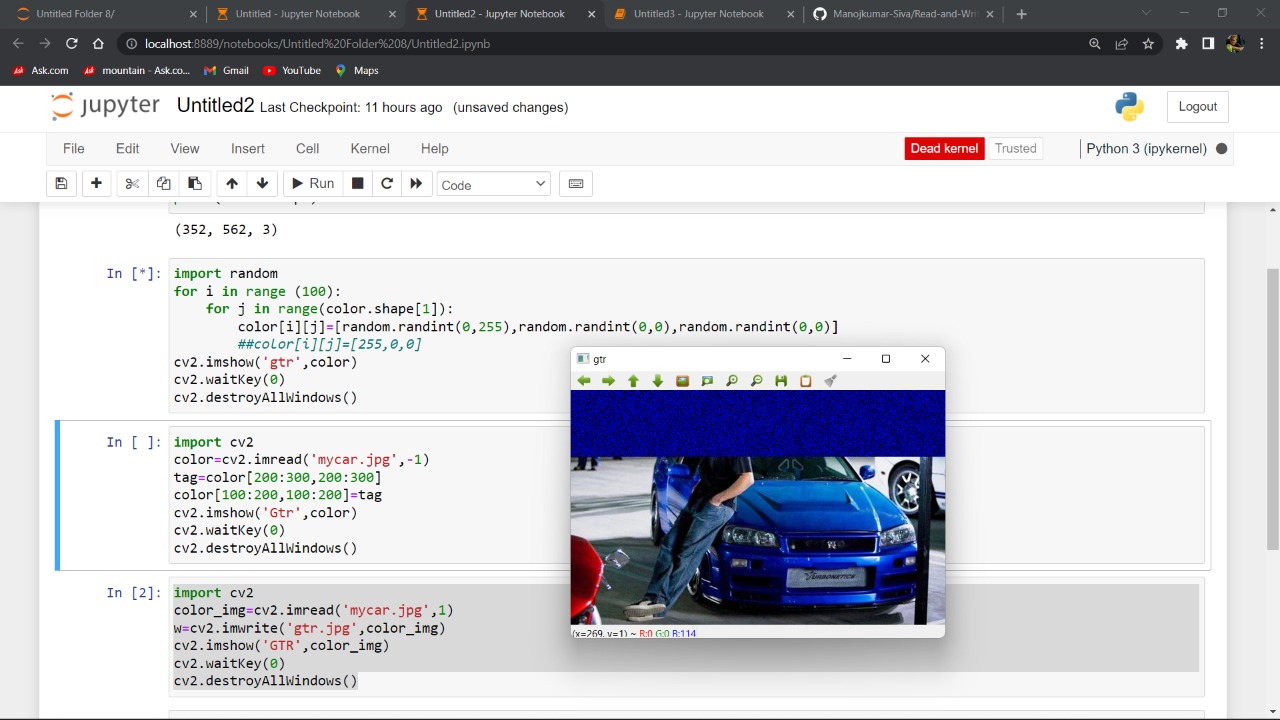 Untitled Folder 8/
Untitled - Jupyter Notebook
Untitled2 - Jupyter Notebook
Untitled3 - Jupyter Notebook
Manojkumar-Siva/Read-and-Wri
localhost:8889/notebooks/Untitled%20Folder%208/Untitled2.ipynb
Ask.com
mountain - Ask.co...
Gmail
YouTube
Maps
jupyter Untitled2 Last Checkpoint: 11 hours ago (unsaved changes)
Logout
File Edit View Insert Cell Kernel Help
Dead kernel Trusted Python 3 (ipykernel)
Run Code
(352, 562, 3)
In [*]: import random
for i in range (100):
    for j in range(color.shape[1]):
        color[i][j]=[random.randint(0,255),random.randint(0,0),random.randint(0,0)]
        ##color[i][j]=[255,0,0]
cv2.imshow('gtr',color)
cv2.waitKey(0)
cv2.destroyAllWindows()
gtr
In [ ]: import cv2
color=cv2.imread('mycar.jpg',-1)
tag=color[200:300,200:300]
color[100:200,100:200]=tag
cv2.imshow('Gtr',color)
cv2.waitKey(0)
cv2.destroyAllWindows()
In [2]: import cv2
color_img=cv2.imread('mycar.jpg',1)
w=cv2.imwrite('gtr.jpg',color_img)
cv2.imshow('GTR',color_img)
cv2.waitKey(0)
cv2.destroyAllWindows()
(x=269, y=1) ~ R:0 G:0 B:114